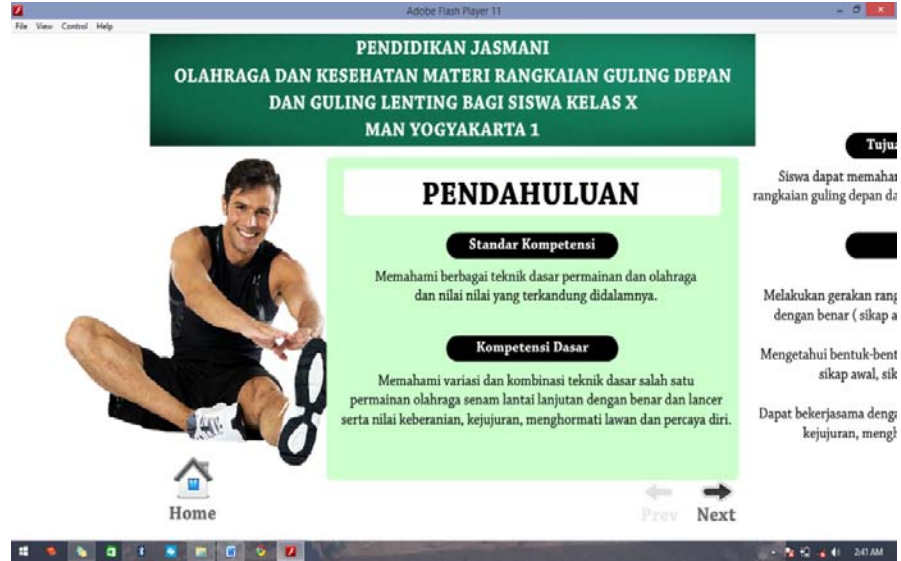 Adobe Flash Player 11
File View Control Help
PENDIDIKAN JASMANI
OLAHRAGA DAN KESEHATAN MATERI RANGKAIAN GULING DEPAN
DAN GULING LENTING BAGI SISWA KELAS X
MAN YOGYAKARTA 1
PENDAHULUAN
Standar Kompetensi
Memahami berbagai teknik dasar permainan dan olahraga
dan nilai nilai yang terkandung didalamnya.
Kompetensi Dasar
Memahami variasi dan kombinasi teknik dasar salah satu
permainan olahraga senam lantai lanjutan dengan benar dan lancer
serta nilai keberanian, kejujuran, menghormati lawan dan percaya diri.
Tujua
Siswa dapat memahar
rangkaian guling depan da
Melakukan gerakan rang
dengan benar ( sikap a
Mengetahui bentuk-bent
sikap awal, sik
Dapat bekerjasama denga
kejujuran, mengh
Home
Prev Next
2:41 AM